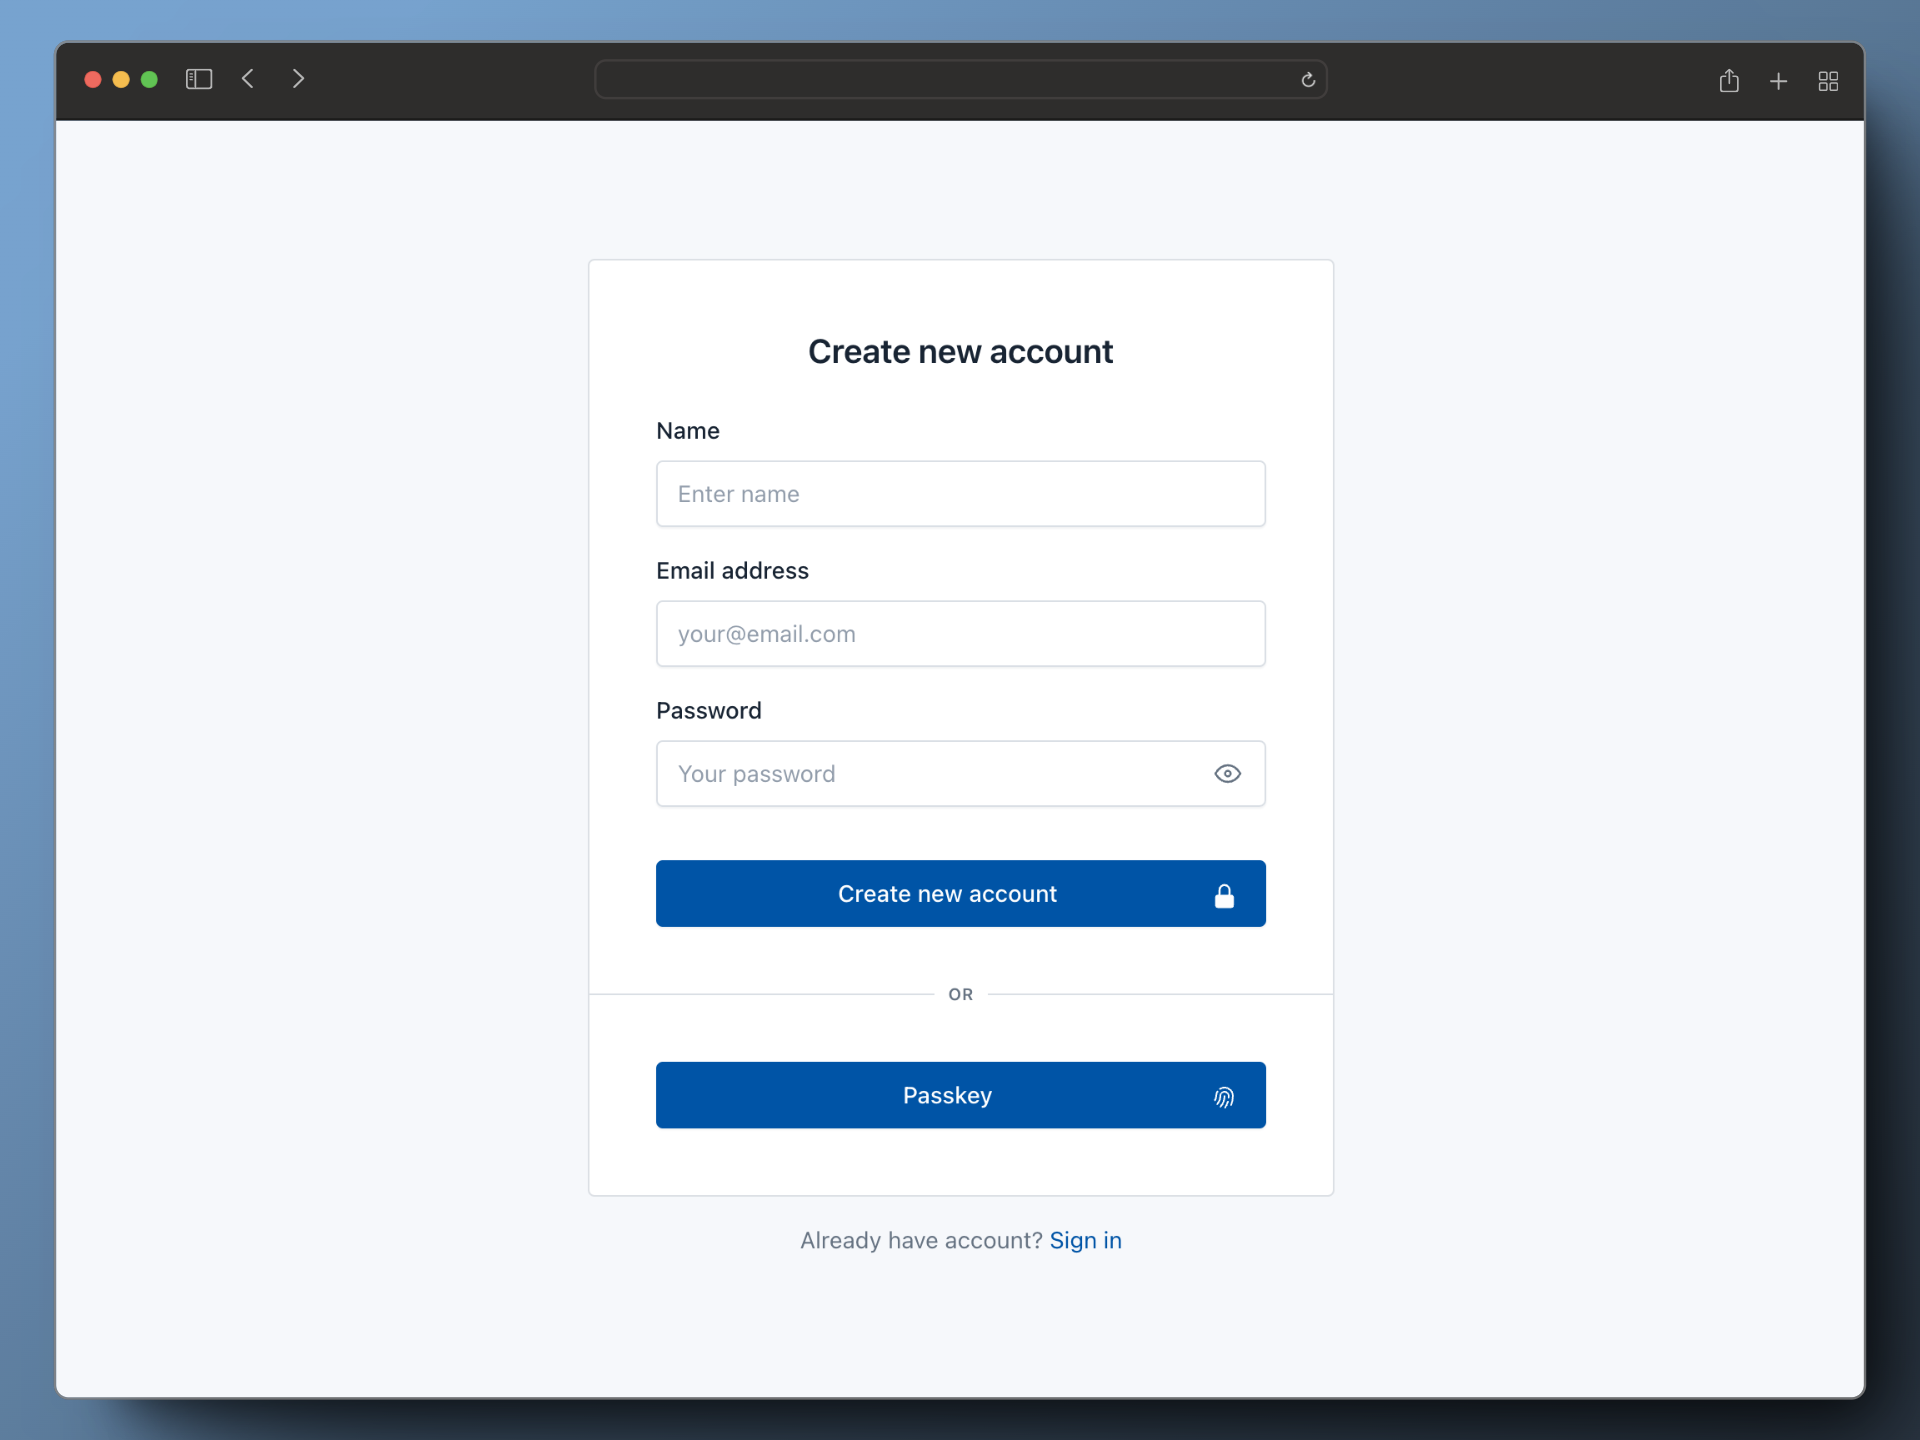 Create new account
Name
Enter name
Email address
your@email.com
Password
Your password
Create new account
OR
Passkey
Already have account? Sign in